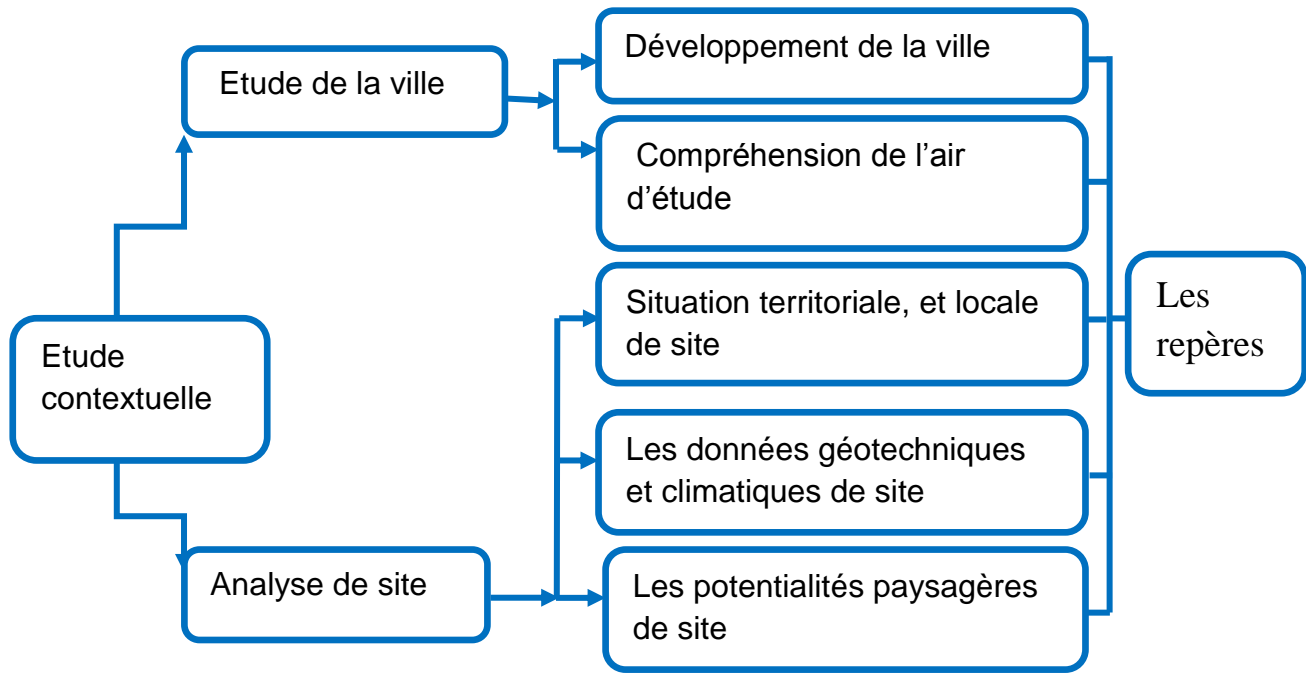 Développement de la ville
Etude de la ville
Compréhension de l’air
d’étude
Situation territoriale, et locale
de site
Les
repères
Etude
contextuelle
Les données géotechniques
et climatiques de site
Analyse de site
Les potentialités paysagères
de site